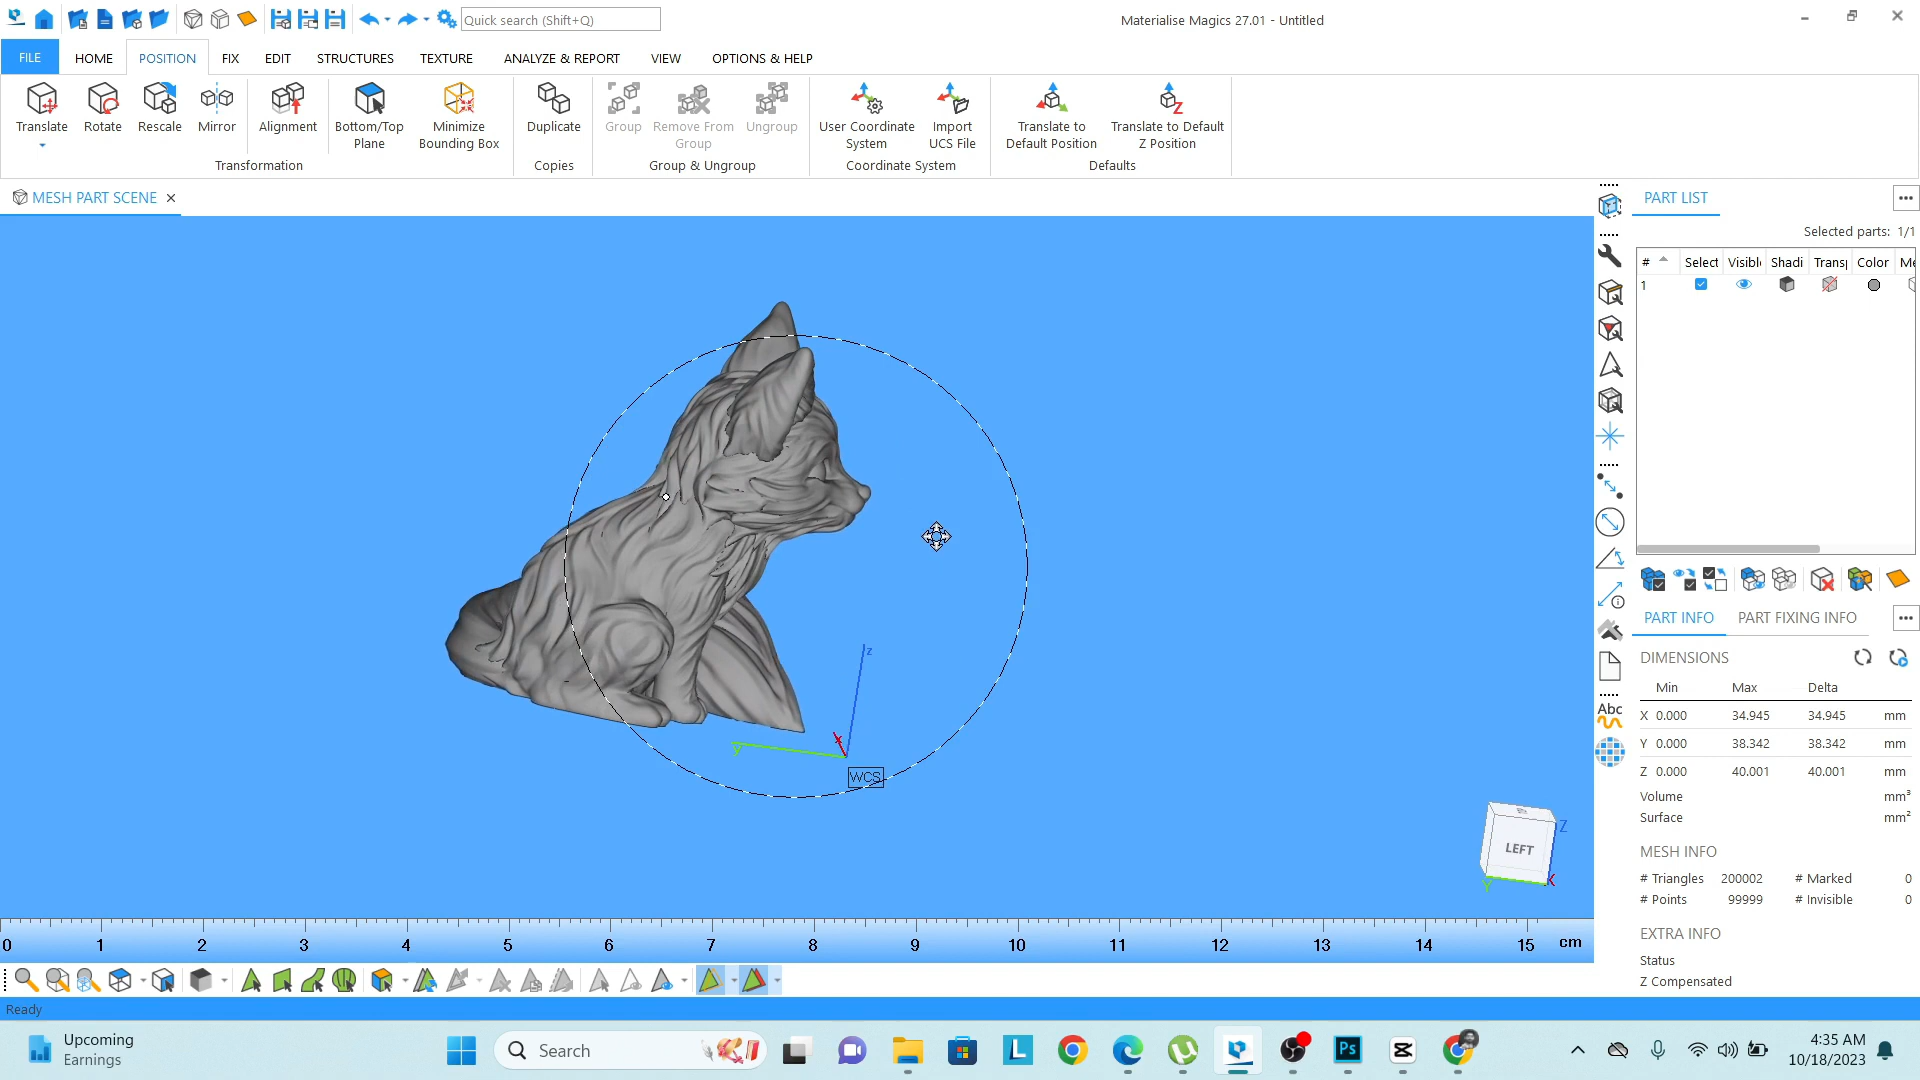 Quick search (Shift+Q)
Materialise Magics 27.01 - Untitled
FILE
HOME
POSITION
FIX
EDIT
STRUCTURES
TEXTURE
ANALYZE & REPORT
VIEW
OPTIONS & HELP
Translate
Rotate
Rescale
Mirror
Alignment
Bottom/Top
Plane
Minimize
Bounding Box
Duplicate
Group
Remove From
Group
Ungroup
User Coordinate
System
Import
UCS File
Translate to
Default Position
Translate to Default
Z Position
Transformation
Copies
Group & Ungroup
Coordinate System
Defaults
MESH PART SCENE
PART LIST
Selected parts: 1/1
# Select Visibl Shadi Trans Color Me
1
z
x
y
WCS
LEFT
Z
Y
X
Abc
PART INFO
PART FIXING INFO
DIMENSIONS
Min Max Delta
X 0.000 34.945 34.945 mm
Y 0.000 38.342 38.342 mm
Z 0.000 40.001 40.001 mm
Volume mm³
Surface mm²
MESH INFO
# Triangles 200002 # Marked 0
# Points 99999 # Invisible 0
EXTRA INFO
Status
Z Compensated
0 1 2 3 4 5 6 7 8 9 10 11 12 13 14 15 cm
Ready
Upcoming
Earnings
Search
L
Ps
4:35 AM
10/18/2023